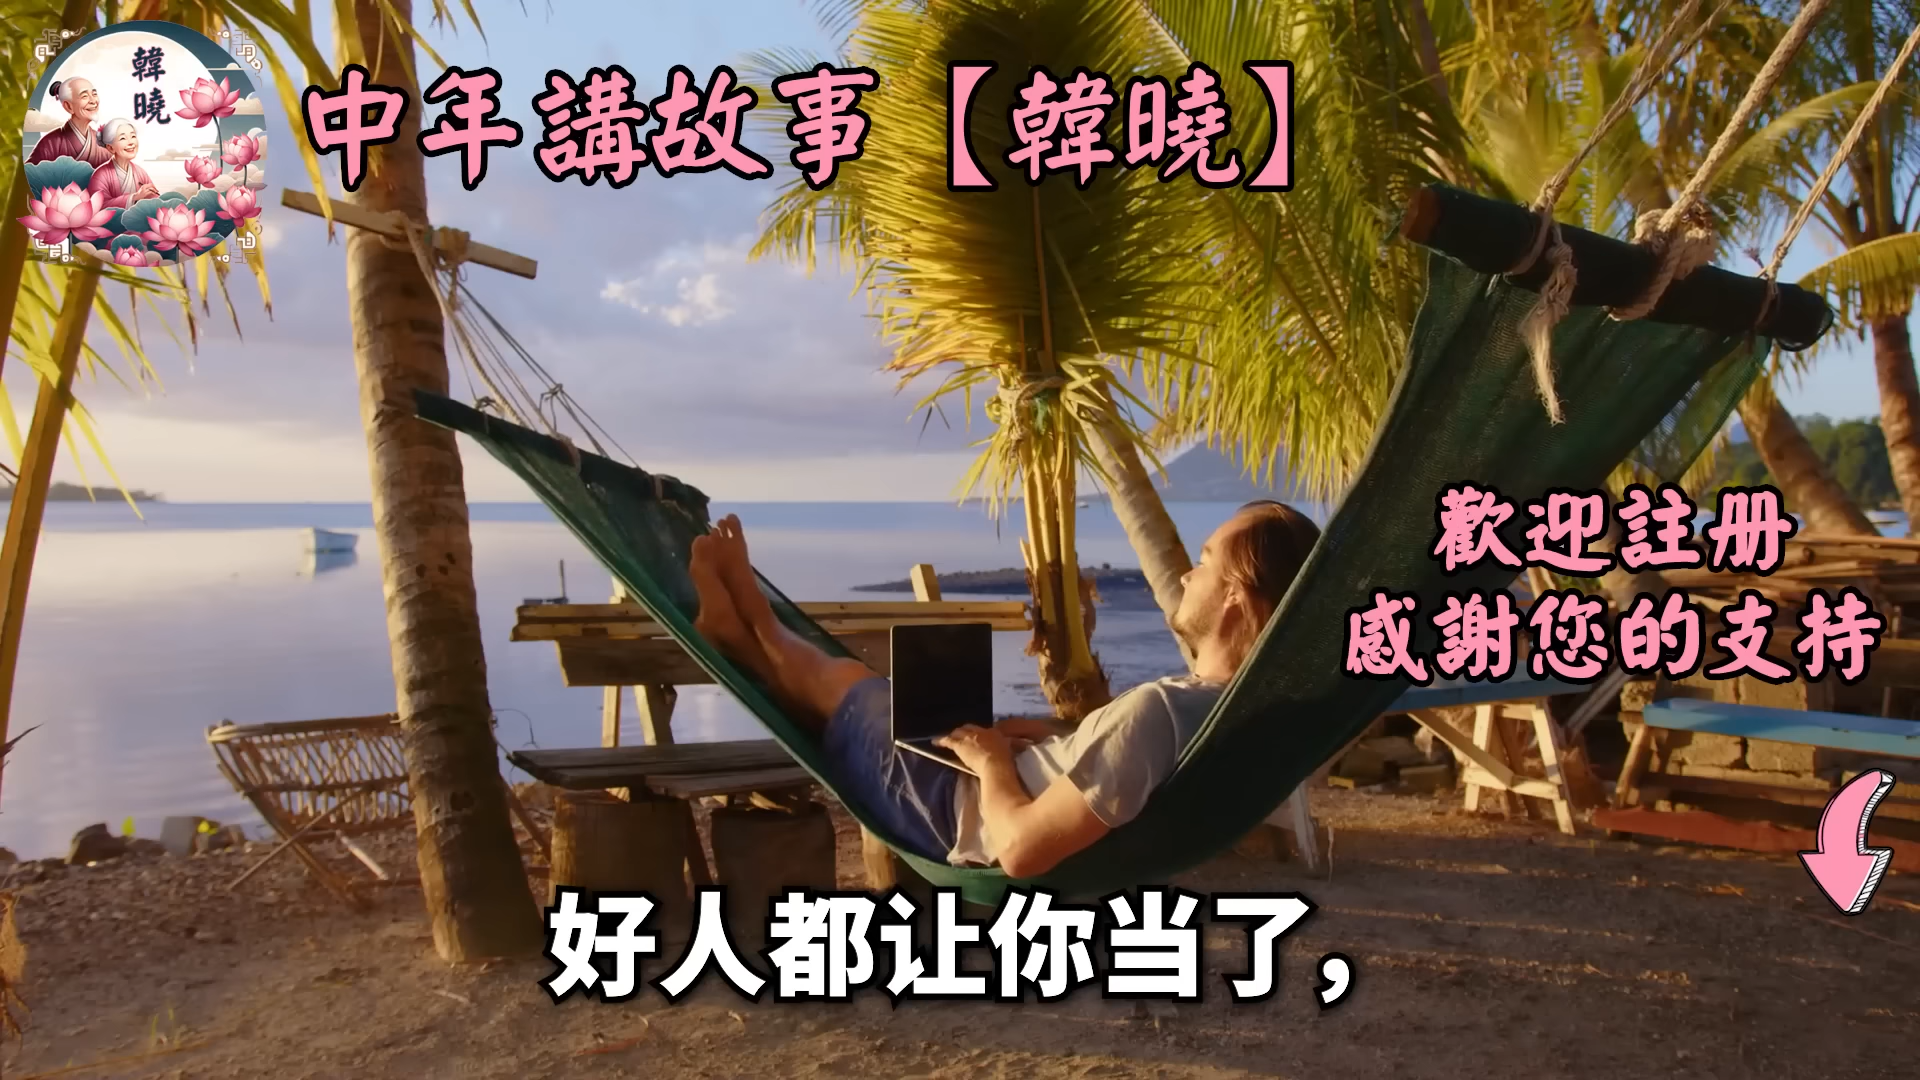 韓曉
中年講故事【韓曉】
歡迎註册
感謝您的支持
好人都让你当了，